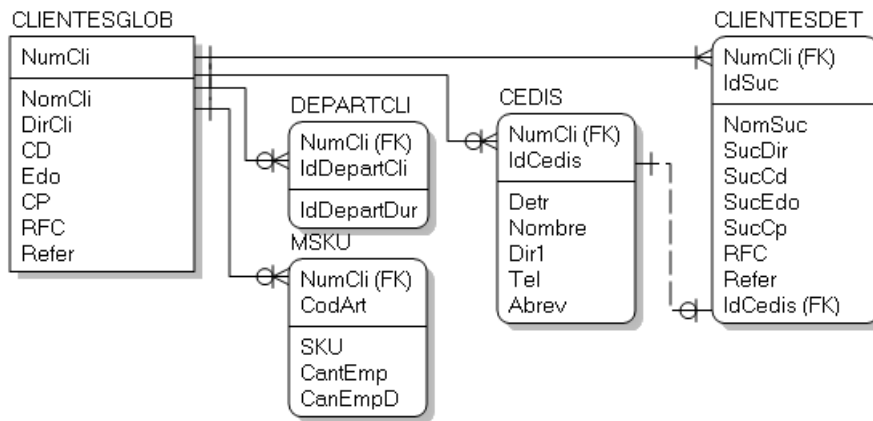 CLIENTESGLOB
NumCli
NomCli
DirCli
CD
Edo
CP
RFC
Refer
DEPARTCLI
NumCli (FK)
IdDepartCli
IdDepartDur
MSKU
NumCli (FK)
CodArt
SKU
CantEmp
CanEmpD
CEDIS
NumCli (FK)
IdCedis
Detr
Nombre
Dir1
Tel
Abrev
CLIENTESDET
NumCli (FK)
IdSuc
NomSuc
SucDir
SucCd
SucEdo
SucCp
RFC
Refer
IdCedis (FK)